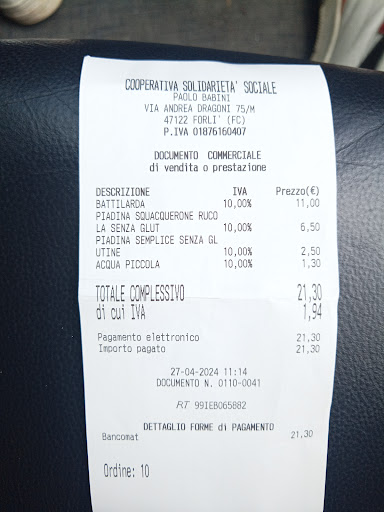 COOPERATIVA SOLIDARIETA' SOCIALE
PAOLO BABINI
VIA ANDREA DRAGONI 75/M
47122 FORLI' (FC)
P.IVA 01876160407
DOCUMENTO COMMERCIALE
di vendita o prestazione
DESCRIZIONE IVA Prezzo(€)
BATTILARDA 10,00% 11,00
PIADINA SQUACQUERONE RUCO
LA SENZA GLUT 10,00% 6,50
PIADINA SEMPLICE SENZA GL
UTINE 10,00% 2,50
ACQUA PICCOLA 10,00% 1,30
TOTALE COMPLESSIVO 21,30
di cui IVA 1,94
Pagamento elettronico 21,30
Importo pagato 21,30
27-04-2024 11:14
DOCUMENTO N. 0110-0041
RT 99IEB065882
DETTAGLIO FORME di PAGAMENTO
Bancomat 21,30
Ordine: 10